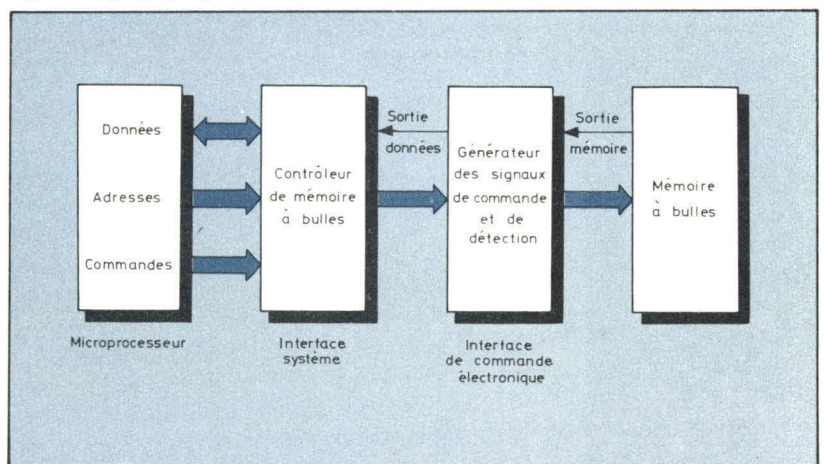 Données
Adresses
Commandes
Microprocesseur
Contrôleur
de mémoire
à bulles
Interface
système
Sortie
données
Générateur
des signaux
de commande
et de
détection
Interface
de commande
électronique
Sortie
mémoire
Mémoire
à bulles